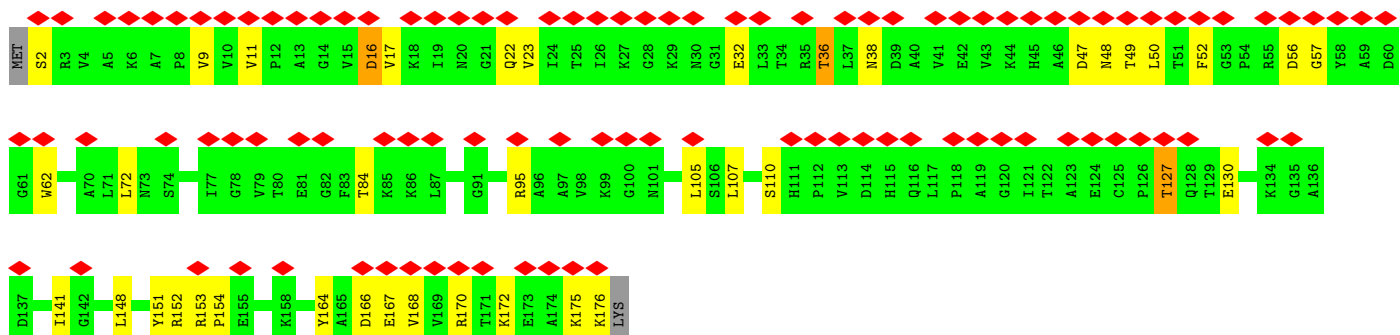 MET S2 R3 V4 A5 K6 A7 P8 V9 V10 V11 P12 A13 G14 V15 D16 V17 K18 I19 N20 G21 Q22 V23 I24 T25 I26 K27 G28 K29 N30 G31 E32 L33 T34 R35 T36 L37 N38 D39 A40 V41 E42 V43 K44 H45 A46 D47 N48 T49 L50 T51 F52 G53 P54 R55 D56 G57 Y58 A59 D60
G61 W62 A70 L71 L72 N73 S74 I77 G78 V79 T80 E81 G82 F83 T84 K85 K86 L87 G91 R95 A96 A97 V98 K99 G100 N101 L105 S106 L107 S110 H111 P112 V113 D114 H115 Q116 L117 P118 A119 G120 I121 T122 A123 E124 C125 P126 T127 Q128 T129 E130 K134 G135 A136
D137 I141 G142 L148 Y151 R152 R153 P154 E155 K158 Y164 A165 D166 E167 V168 V169 R170 T171 K172 E173 A174 K175 K176 LYS